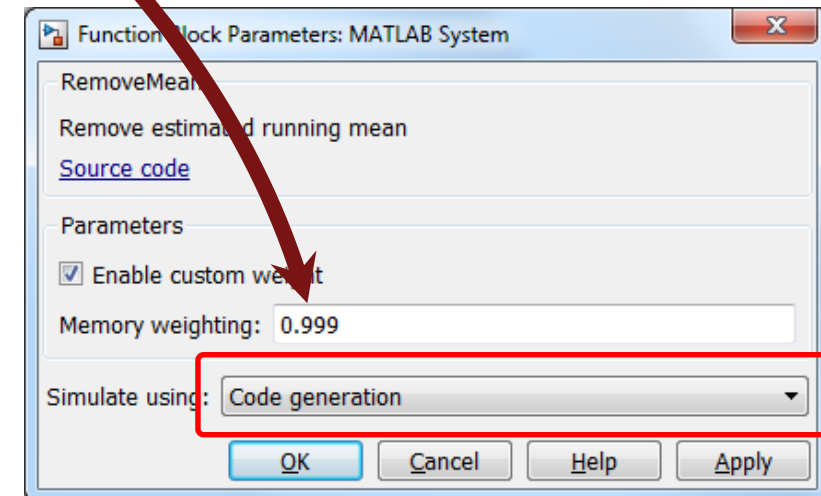 Function Block Parameters: MATLAB System
RemoveMean
Remove estimated running mean
Source code
Parameters
Enable custom weight
Memory weighting: 0.999
Simulate using: Code generation
OK Cancel Help Apply